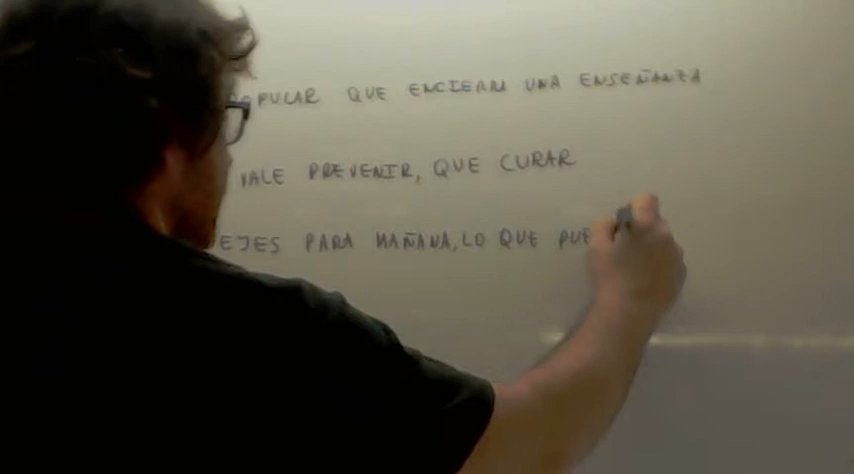 PULAR QUE ENCIERRA UNA ENSEÑANZA
VALE PREVENIR, QUE CURAR
EJES PARA MAÑANA, LO QUE PUE